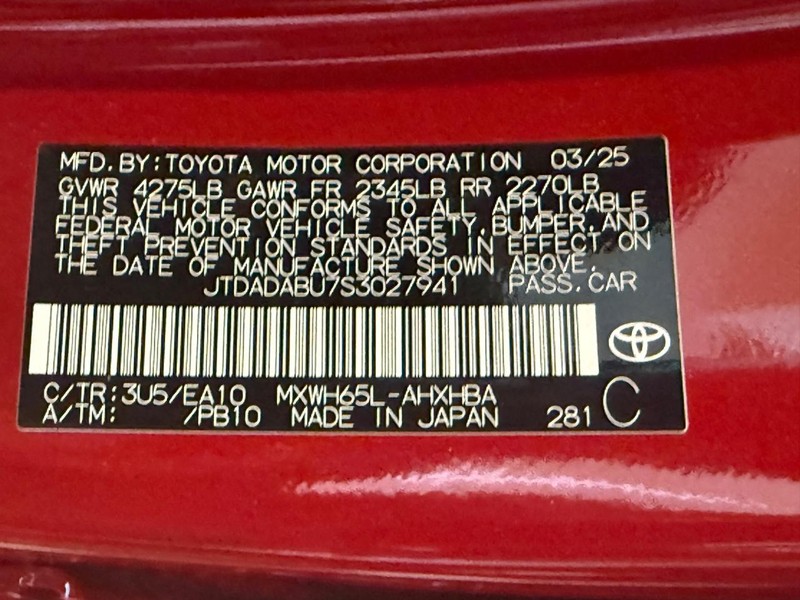 MFD.BY:TOYOTA MOTOR CORPORATION 03/25
GVWR 4275LB GAWR FR 2345LB RR 2270LB
THIS VEHICLE CONFORMS TO ALL APPLICABLE
FEDERAL MOTOR VEHICLE SAFETY,BUMPER,AND
THEFT PREVENTION STANDARDS IN EFFECT ON
THE DATE OF MANUFACTURE SHOWN ABOVE.
JTDADABU7S3027941 PASS.CAR
C/TR:3U5/EA10 MXWH65L-AHXHBA
A/TM: /PB10 MADE IN JAPAN 281 C